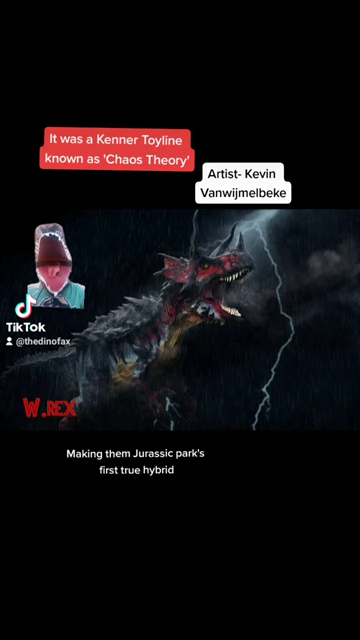 It was a Kenner Toyline
known as 'Chaos Theory'
Artist- Kevin
Vanwijmelbeke
TikTok
@thedinofax
W.REX
Making them Jurassic park's
first true hybrid